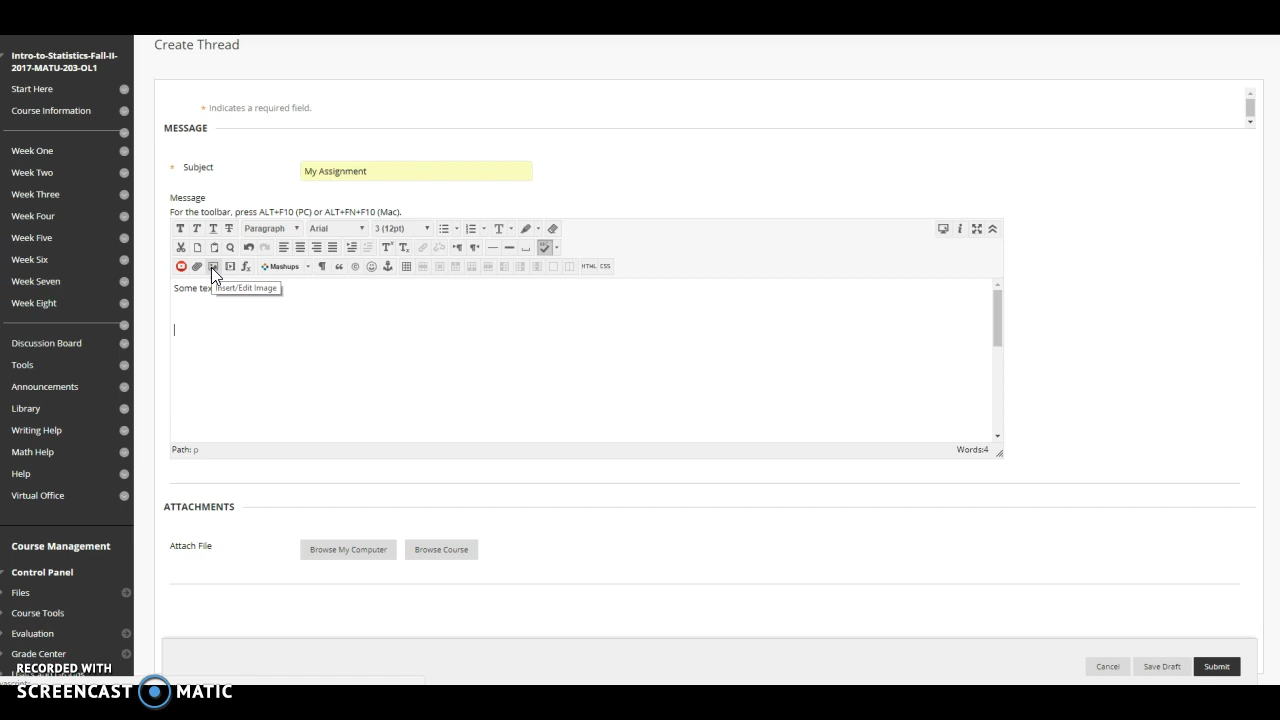 Intro-to-Statistics-Fall-II-
2017-MATU-203-OL1
Start Here
Course Information
Week One
Week Two
Week Three
Week Four
Week Five
Week Six
Week Seven
Week Eight
Discussion Board
Tools
Announcements
Library
Writing Help
Math Help
Help
Virtual Office
Course Management
Control Panel
Files
Course Tools
Evaluation
Grade Center
Create Thread
* Indicates a required field.
MESSAGE
* Subject
My Assignment
Message
For the toolbar, press ALT+F10 (PC) or ALT+FN+F10 (Mac).
Paragraph Arial 3 (12pt)
Mashups HTML CSS
Some tex
Insert/Edit Image
Path: p Words:4
ATTACHMENTS
Attach File
Browse My Computer
Browse Course
Cancel
Save Draft
Submit
RECORDED WITH
SCREENCAST MATIC